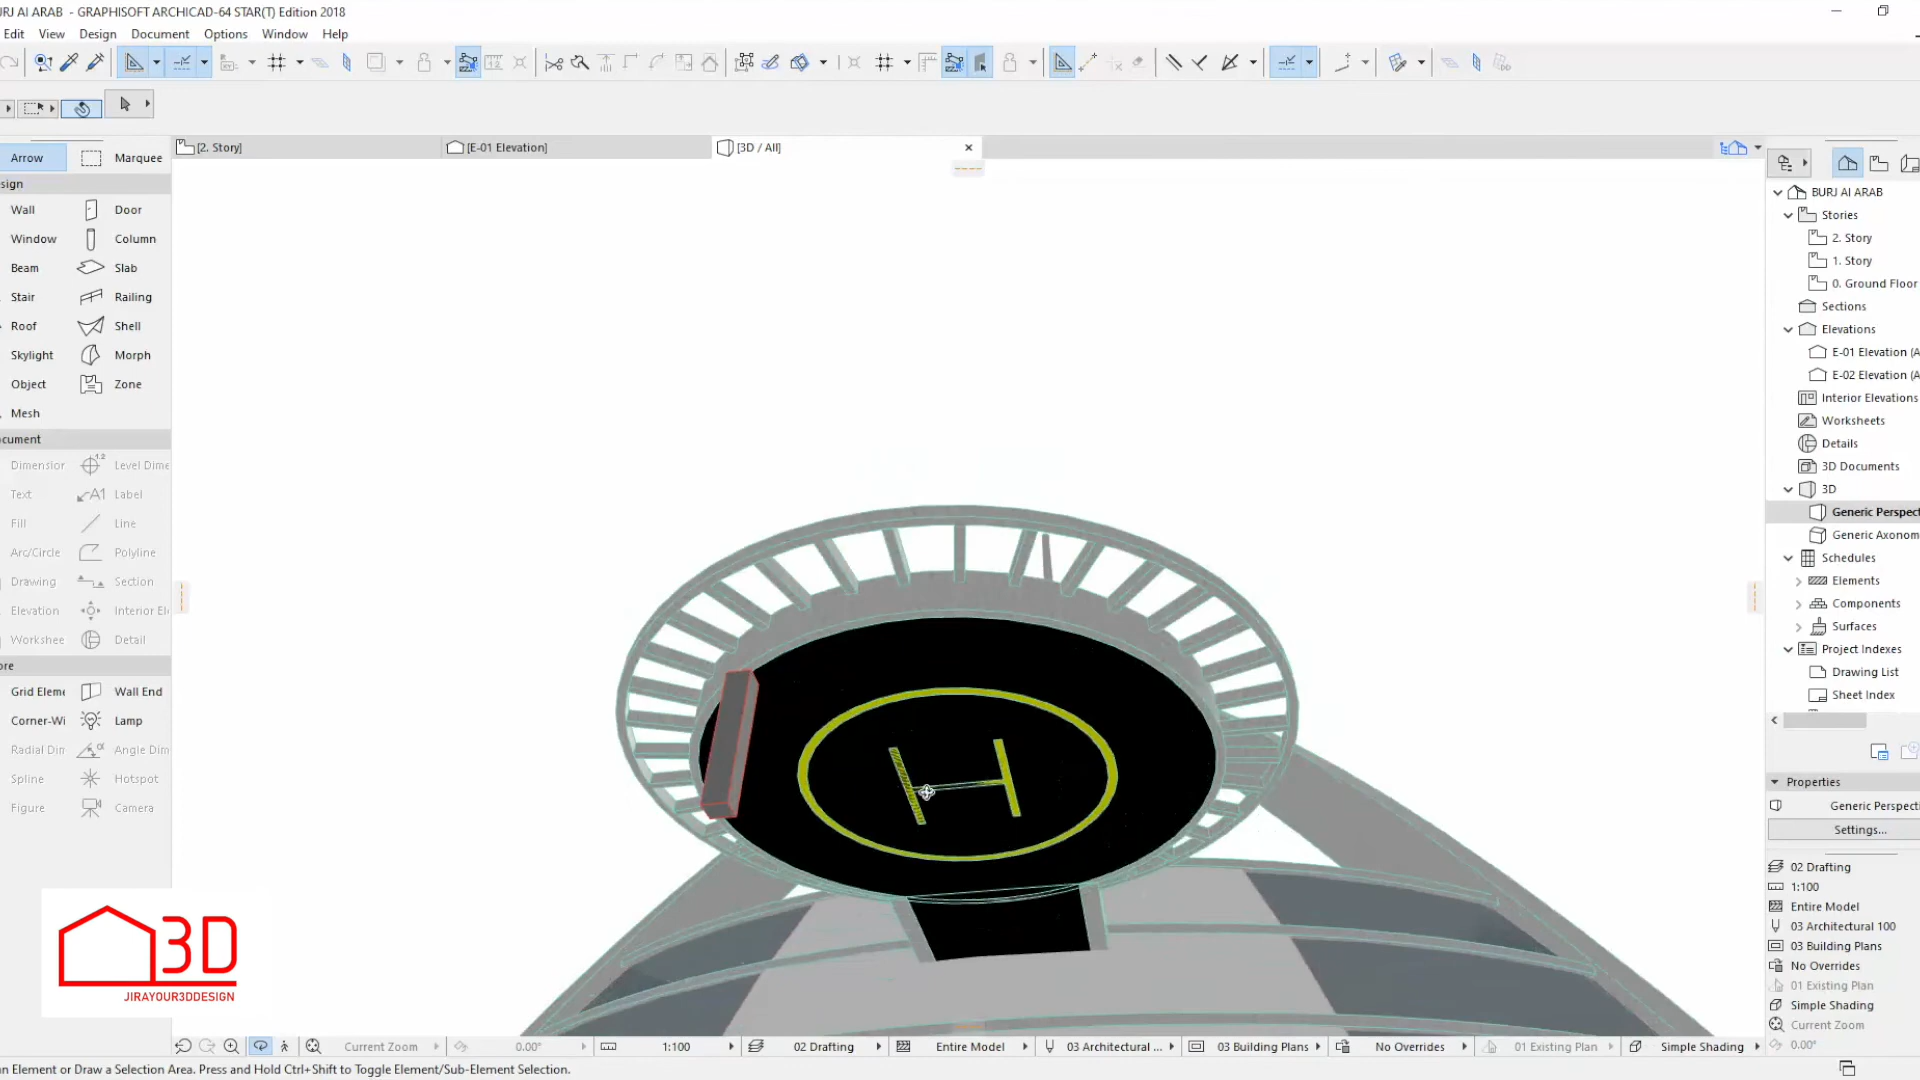 RJ AI ARAB - GRAPHISOFT ARCHICAD-64 STAR(T) Edition 2018
Edit View Design Document Options Window Help
Arrow Marquee
[2. Story] [E-01 Elevation] [3D / All]
sign
Wall Door
Window Column
Beam Slab
Stair Railing
Roof Shell
Skylight Morph
Object Zone
Mesh
cument
Dimension 1.2 Level Dime
Text A1 Label
Fill Line
Arc/Circle Polyline
Drawing Section
Elevation Interior El
Workshee Detail
ore
Grid Eleme Wall End
Corner-Wi Lamp
Radial Din Angle Dim
Spline Hotspot
Figure Camera
H
3D
JIRAYOUR3DDESIGN
BURJ AI ARAB
Stories
2. Story
1. Story
0. Ground Floor
Sections
Elevations
E-01 Elevation (A
E-02 Elevation (A
Interior Elevations
Worksheets
Details
3D Documents
3D
Generic Perspect
Generic Axonom
Schedules
Elements
Components
Surfaces
Project Indexes
Drawing List
Sheet Index
Properties
Generic Perspecti
Settings...
02 Drafting
1:100
Entire Model
03 Architectural 100
03 Building Plans
No Overrides
01 Existing Plan
Simple Shading
Current Zoom
0.00°
Current Zoom 0.00° 1:100 02 Drafting Entire Model 03 Architectural ... 03 Building Plans No Overrides 01 Existing Plan Simple Shading
n Element or Draw a Selection Area. Press and Hold Ctrl+Shift to Toggle Element/Sub-Element Selection.